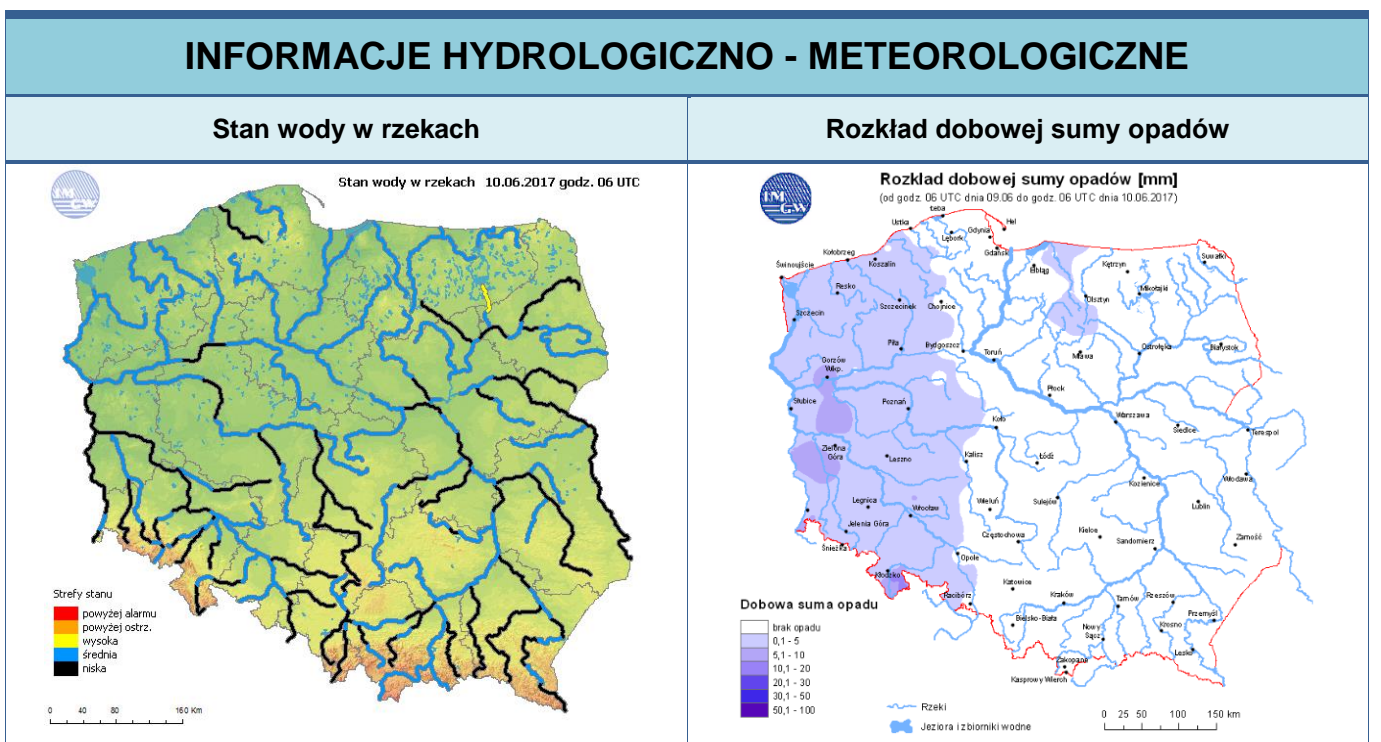 INFORMACJE HYDROLOGICZNO - METEOROLOGICZNE
Stan wody w rzekach
Rozkład dobowej sumy opadów
IMGW
Stan wody w rzekach 10.06.2017 godz. 06 UTC
Strefy stanu
powyżej alarmu
powyżej ostrz.
wysoka
średnia
niska
0 40 80 160 Km
IMGW
Rozklad dobowej sumy opadów [mm]
(od godz. 06 UTC dnia 09.06 do godz. 06 UTC dnia 10.06.2017)
Łeba
Ustka
Hel
Gdynia
Lębork
Gdańsk
Kołobrzeg
Koszalin
Świnoujście
Elbląg
Kętrzyn
Suwałki
Resko
Szczecinek
Chojnice
Olsztyn
Mikołajki
Szczecin
Piła
Bydgoszcz
Toruń
Mława
Ostrołęka
Białystok
Gorzów
Wlkp.
Słubice
Poznań
Płock
Koło
Warszawa
Siedlce
Terespol
Zielona
Góra
Leszno
Kalisz
Łódź
Kozienice
Włodawa
Legnica
Wrocław
Wieluń
Sulejów
Lublin
Jelenia Góra
Śnieżka
Częstochowa
Kielce
Sandomierz
Zamość
Opole
Kłodzko
Katowice
Racibórz
Kraków
Tarnów
Rzeszów
Przemyśl
Bielsko-Biała
Nowy
Sącz
Krosno
Lesko
Zakopane
Kasprowy Wierch
Dobowa suma opadu
brak opadu
0,1 - 5
5,1 - 10
10,1 - 20
20,1 - 30
30,1 - 50
50,1 - 100
Rzeki
Jeziora i zbiorniki wodne
0 25 50 100 150 km